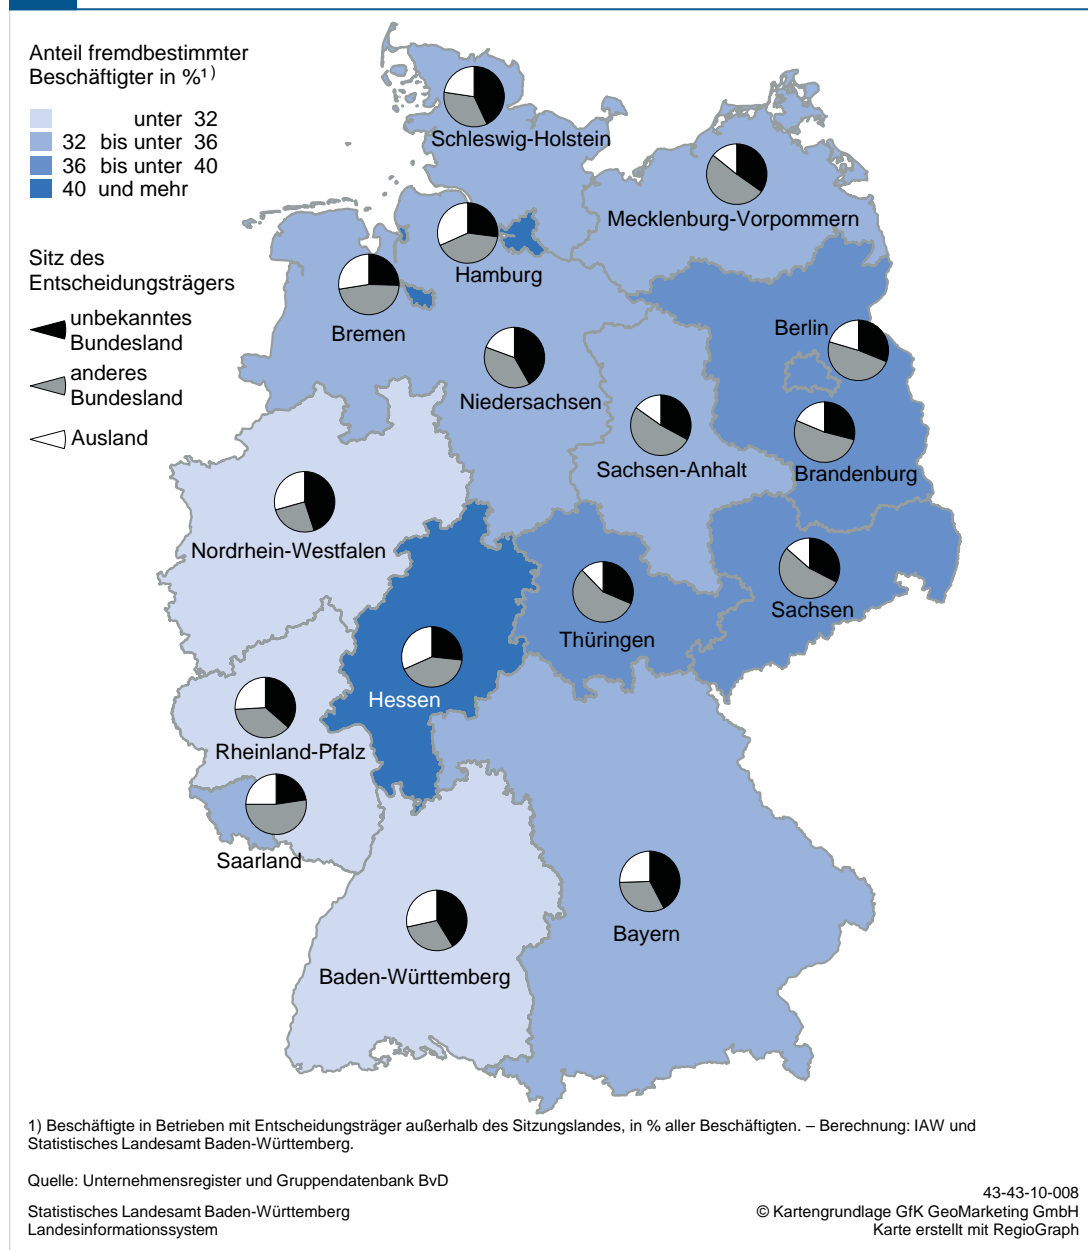 Anteil fremdbestimmter
Beschäftigter in %¹⁾
unter 32
32 bis unter 36
36 bis unter 40
40 und mehr
Sitz des
Entscheidungsträgers
unbekanntes
Bundesland
anderes
Bundesland
Ausland
Schleswig-Holstein
Mecklenburg-Vorpommern
Hamburg
Bremen
Berlin
Niedersachsen
Sachsen-Anhalt
Brandenburg
Nordrhein-Westfalen
Sachsen
Thüringen
Hessen
Rheinland-Pfalz
Saarland
Bayern
Baden-Württemberg
1) Beschäftigte in Betrieben mit Entscheidungsträger außerhalb des Sitzungslandes, in % aller Beschäftigten. – Berechnung: IAW und
Statistisches Landesamt Baden-Württemberg.
Quelle: Unternehmensregister und Gruppendatenbank BvD
Statistisches Landesamt Baden-Württemberg
Landesinformationssystem
43-43-10-008
© Kartengrundlage GfK GeoMarketing GmbH
Karte erstellt mit RegioGraph